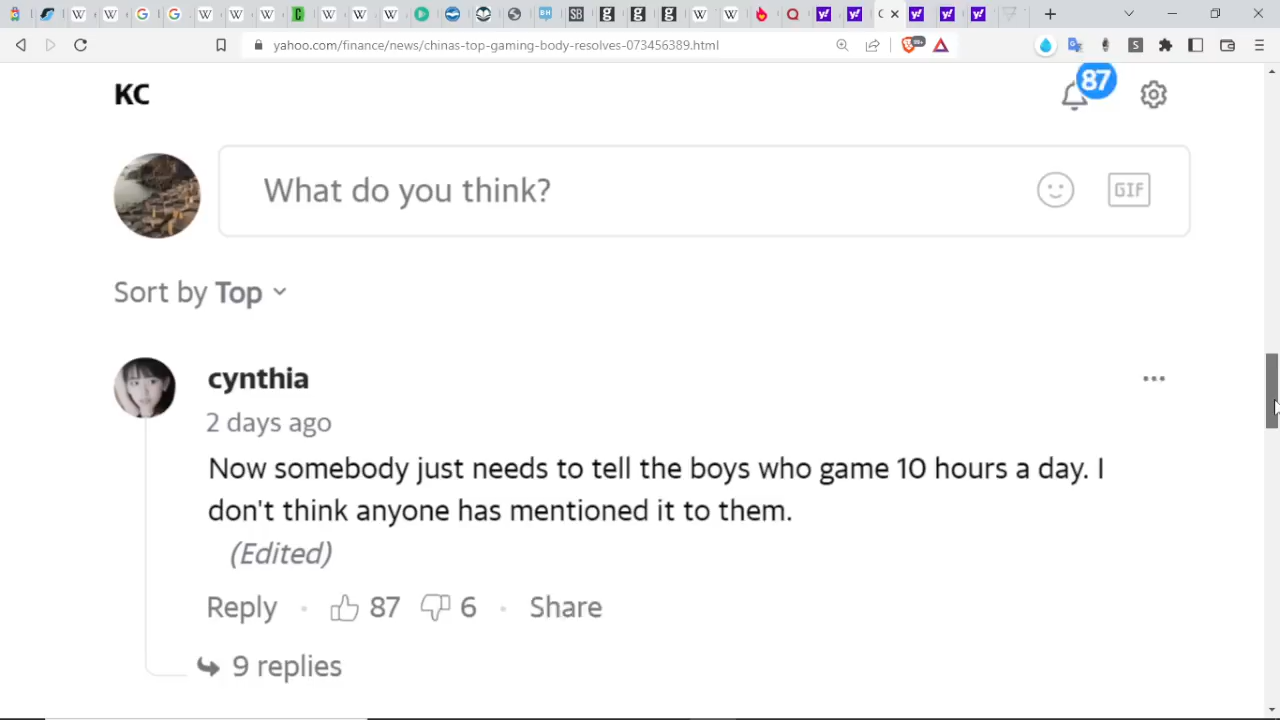 yahoo.com/finance/news/chinas-top-gaming-body-resolves-073456389.html
KC
87
What do you think?
GIF
Sort by Top
cynthia
2 days ago
Now somebody just needs to tell the boys who game 10 hours a day. I
don't think anyone has mentioned it to them.
(Edited)
Reply · 87 6 · Share
9 replies